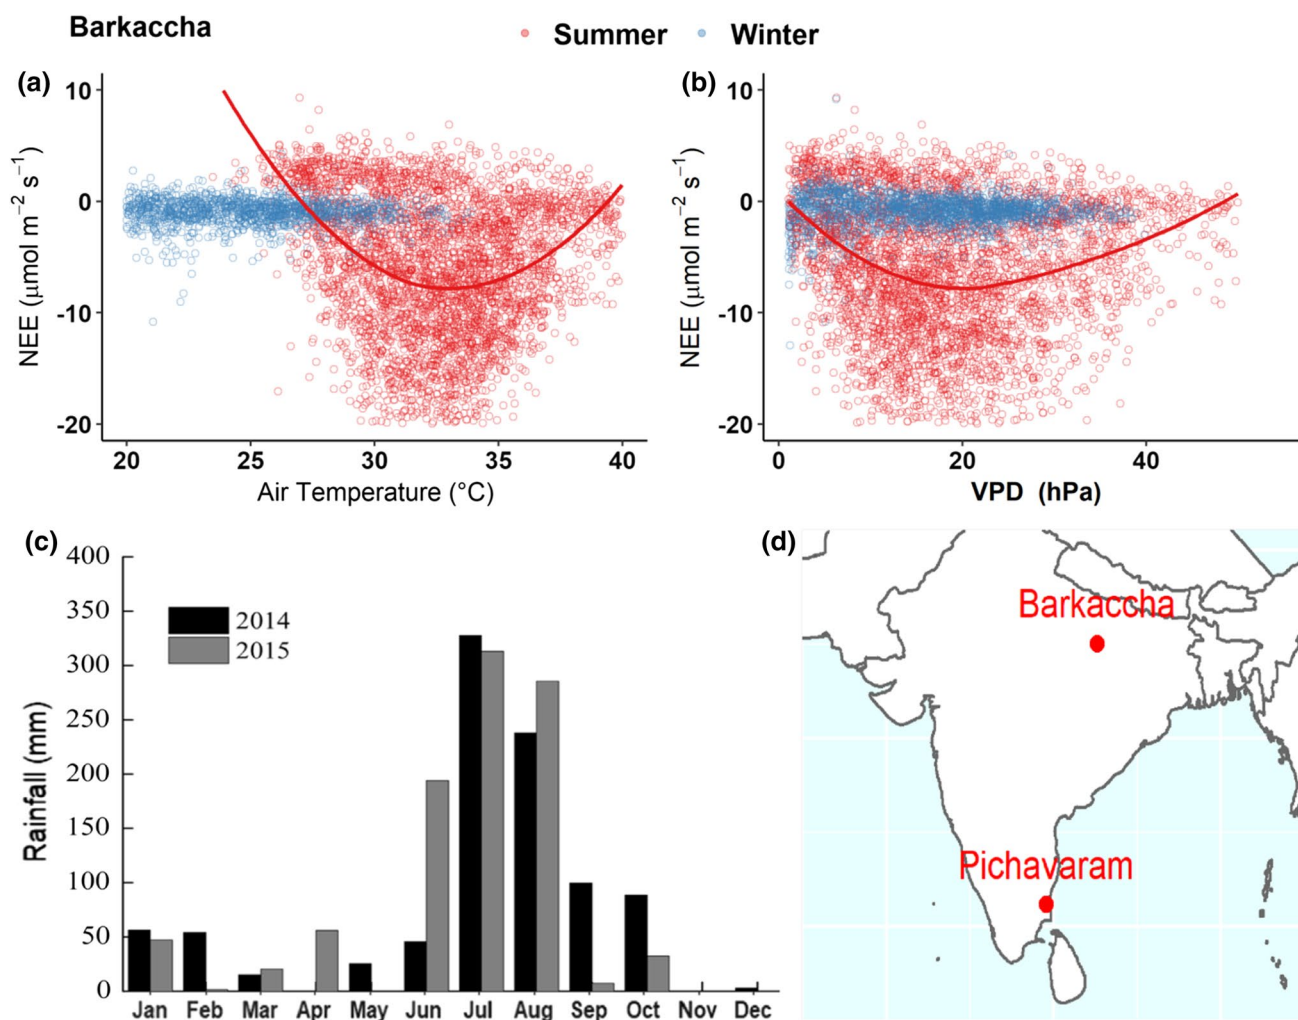 Barkaccha
Summer Winter
(a)
NEE (μmol m⁻² s⁻¹)
10
0
-10
-20
20 25 30 35 40
Air Temperature (°C)
(b)
NEE (μmol m⁻² s⁻¹)
10
0
-10
-20
0 20 40
VPD (hPa)
(c)
Rainfall (mm)
400
350
300
250
200
150
100
50
0
2014
2015
Jan Feb Mar Apr May Jun Jul Aug Sep Oct Nov Dec
(d)
Barkaccha
Pichavaram